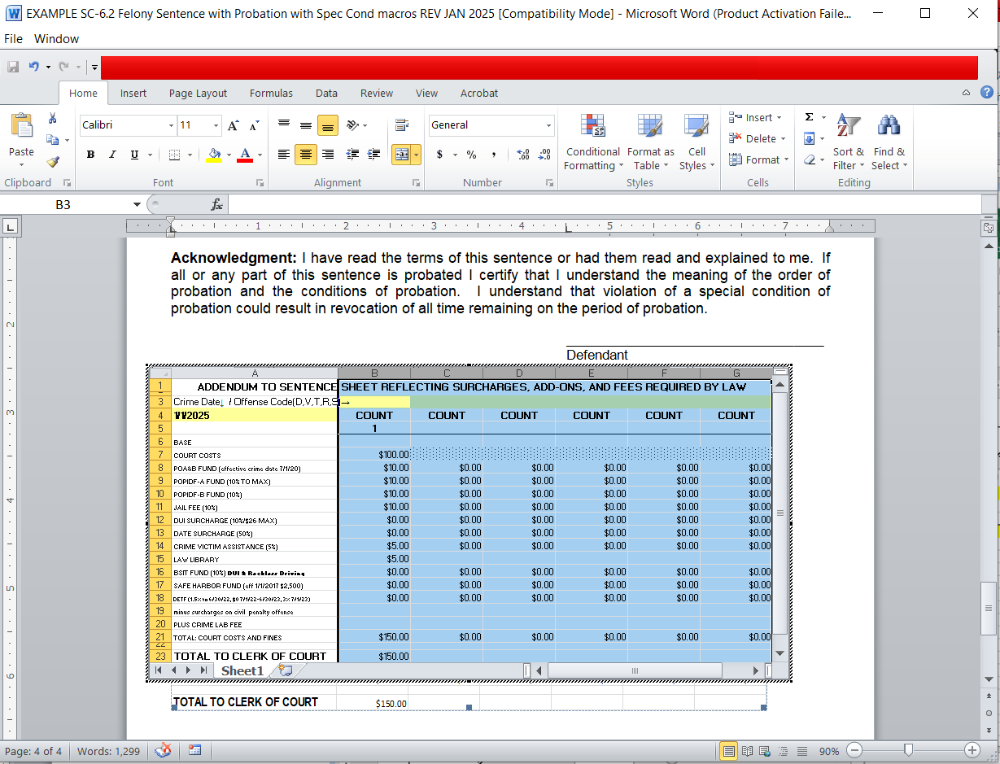 EXAMPLE SC-6.2 Felony Sentence with Probation with Spec Cond macros REV JAN 2025 [Compatibility Mode] - Microsoft Word (Product Activation Faile...
File Window
Home Insert Page Layout Formulas Data Review View Acrobat
Calibri 11 General
Paste
B I U $ % ,
Conditional Formatting Format as Table Cell Styles
Insert
Delete
Format
Sort & Filter Find & Select
Clipboard Font Alignment Number Styles Cells Editing
B3 fx
1 2 3 4 5 6 7
Acknowledgment: I have read the terms of this sentence or had them read and explained to me. If
all or any part of this sentence is probated I certify that I understand the meaning of the order of
probation and the conditions of probation. I understand that violation of a special condition of
probation could result in revocation of all time remaining on the period of probation.
Defendant
A B C D E F G
1 ADDENDUM TO SENTENCE SHEET REFLECTING SURCHARGES, ADD-ONS, AND FEES REQUIRED BY LAW
3 Crime Date↓ / Offense Code(D,V,T,R,S →
4 1/1/2025 COUNT COUNT COUNT COUNT COUNT COUNT
5 1
6 BASE
7 COURT COSTS $100.00
8 POA&B FUND (effective crime date 7/1/20) $10.00 $0.00 $0.00 $0.00 $0.00 $0.00
9 POPIDF-A FUND (10% TO MAX) $10.00 $0.00 $0.00 $0.00 $0.00 $0.00
10 POPIDF-B FUND (10%) $10.00 $0.00 $0.00 $0.00 $0.00 $0.00
11 JAIL FEE (10%) $10.00 $0.00 $0.00 $0.00 $0.00 $0.00
12 DUI SURCHARGE (10%/$26 MAX) $0.00 $0.00 $0.00 $0.00 $0.00 $0.00
13 DATE SURCHARGE (50%) $0.00 $0.00 $0.00 $0.00 $0.00 $0.00
14 CRIME VICTIM ASSISTANCE (5%) $5.00 $0.00 $0.00 $0.00 $0.00 $0.00
15 LAW LIBRARY $5.00
16 BSIT FUND (10%) DUI & Reckless Driving $0.00 $0.00 $0.00 $0.00 $0.00 $0.00
17 SAFE HARBOR FUND (eff 1/1/2017 $2,500) $0.00 $0.00 $0.00 $0.00 $0.00 $0.00
18 DETF (1.5% to 6/30/22, $0 7/1/22-6/30/23, 3% 7/1/23) $0.00 $0.00 $0.00 $0.00 $0.00 $0.00
19 minus surcharges on civil penalty offense
20 PLUS CRIME LAB FEE
21 TOTAL: COURT COSTS AND FINES $150.00 $0.00 $0.00 $0.00 $0.00 $0.00
22
23 TOTAL TO CLERK OF COURT $150.00
Sheet1
TOTAL TO CLERK OF COURT $150.00
Page: 4 of 4 Words: 1,299 90%